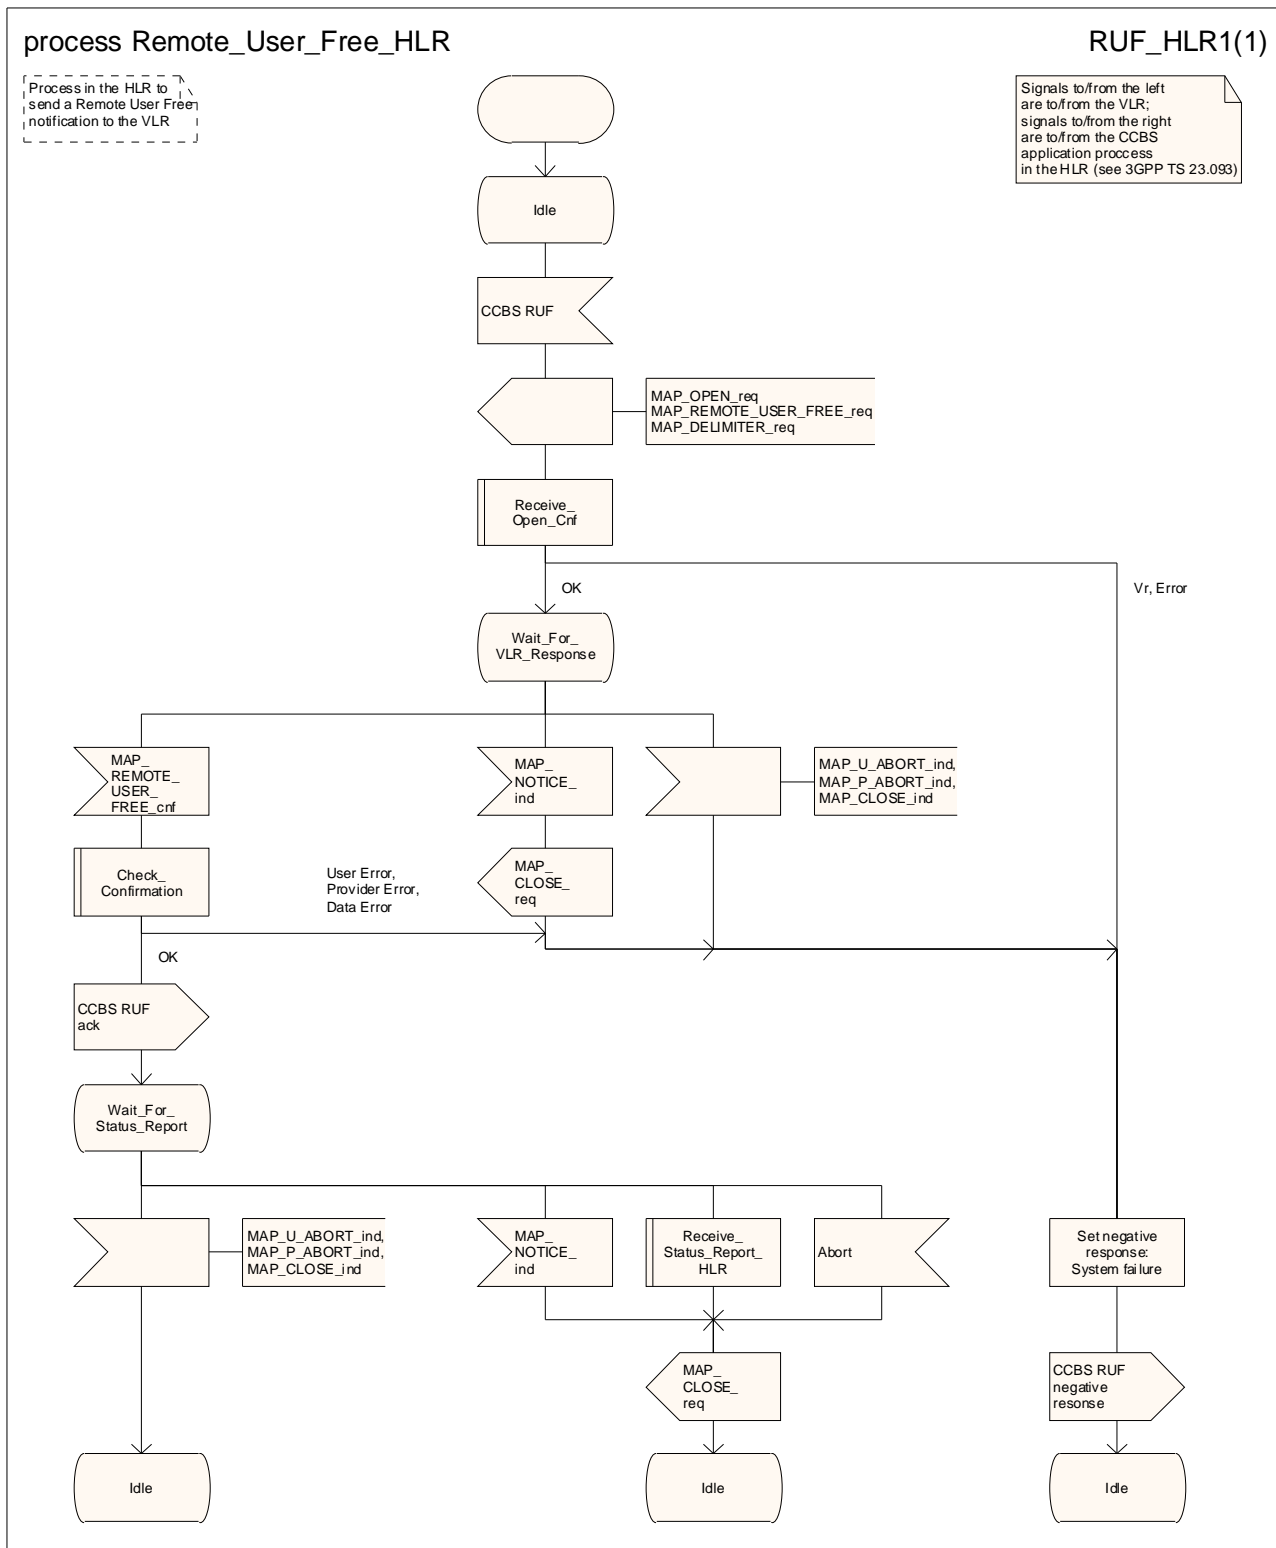 process Remote_User_Free_HLR
RUF_HLR1(1)
Process in the HLR to
send a Remote User Free
notification to the VLR
Signals to/from the left
are to/from the VLR;
signals to/from the right
are to/from the CCBS
application proccess
in the HLR (see 3GPP TS 23.093)
Idle
CCBS RUF
MAP_OPEN_req
MAP_REMOTE_USER_FREE_req
MAP_DELIMITER_req
Receive_
Open_Cnf
OK
Vr, Error
Wait_For_
VLR_Response
MAP_
REMOTE_
USER_
FREE_cnf
MAP_
NOTICE_
ind
MAP_U_ABORT_ind,
MAP_P_ABORT_ind,
MAP_CLOSE_ind
Check_
Confirmation
User Error,
Provider Error,
Data Error
MAP_
CLOSE_
req
OK
CCBS RUF
ack
Wait_For_
Status_Report
MAP_U_ABORT_ind,
MAP_P_ABORT_ind,
MAP_CLOSE_ind
MAP_
NOTICE_
ind
Receive_
Status_Report_
HLR
Abort
Set negative
response:
System failure
MAP_
CLOSE_
req
CCBS RUF
negative
resonse
Idle
Idle
Idle